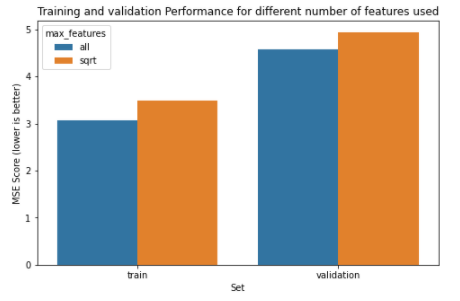 Training and validation Performance for different number of features used
max_features
all
sqrt
MSE Score (lower is better)
5
4
3
2
1
0
train
validation
Set